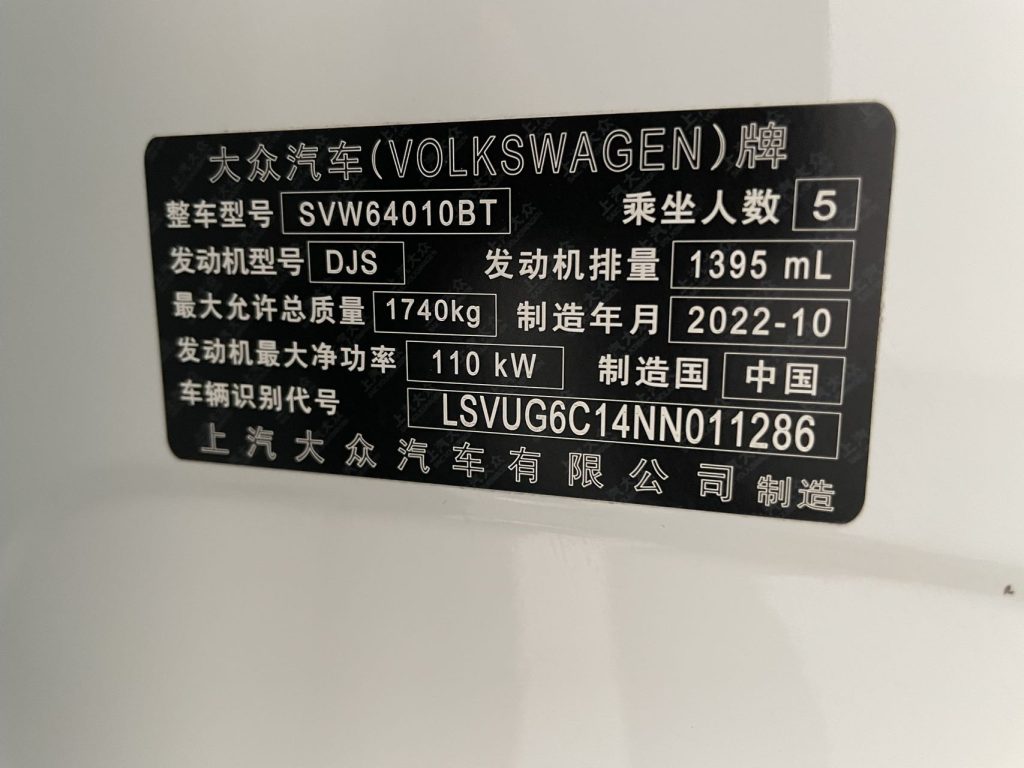 大众汽车(VOLKSWAGEN)牌
整车型号 SVW64010BT 乘坐人数 5
发动机型号 DJS 发动机排量 1395 mL
最大允许总质量 1740kg 制造年月 2022-10
发动机最大净功率 110 kW 制造国 中国
车辆识别代号 LSVUG6C14NN011286
上汽大众汽车有限公司 制造